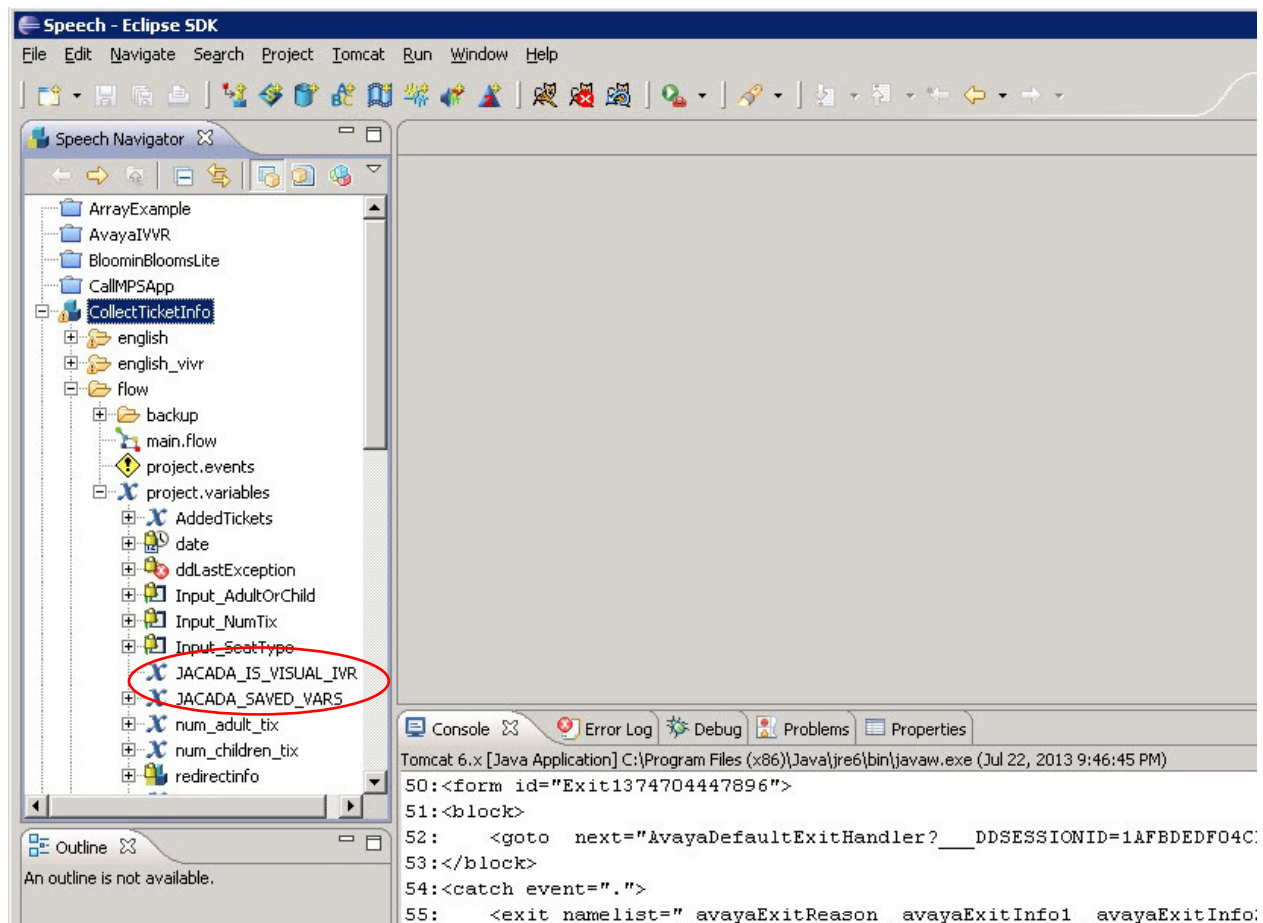 Speech - Eclipse SDK
File Edit Navigate Search Project Tomcat Run Window Help
Speech Navigator
ArrayExample
AvayaIVVR
BloominBloomsLite
CallMPSApp
CollectTicketInfo
english
english_vivr
flow
backup
main.flow
project.events
project.variables
AddedTickets
date
ddLastException
Input_AdultOrChild
Input_NumTix
Input_SeatType
JACADA_IS_VISUAL_IVR
JACADA_SAVED_VARS
num_adult_tix
num_children_tix
redirectinfo
Outline
An outline is not available.
Console Error Log Debug Problems Properties
Tomcat 6.x [Java Application] C:\Program Files (x86)\Java\jre6\bin\javaw.exe (Jul 22, 2013 9:46:45 PM)
50:<form id="Exit1374704447896">
51:<block>
52: <goto next="AvayaDefaultExitHandler?___DDSESSIONID=1AFBDEDF04C
53:</block>
54:<catch event=".">
55: <exit namelist=" avayaExitReason avayaExitInfo1 avayaExitInfo2